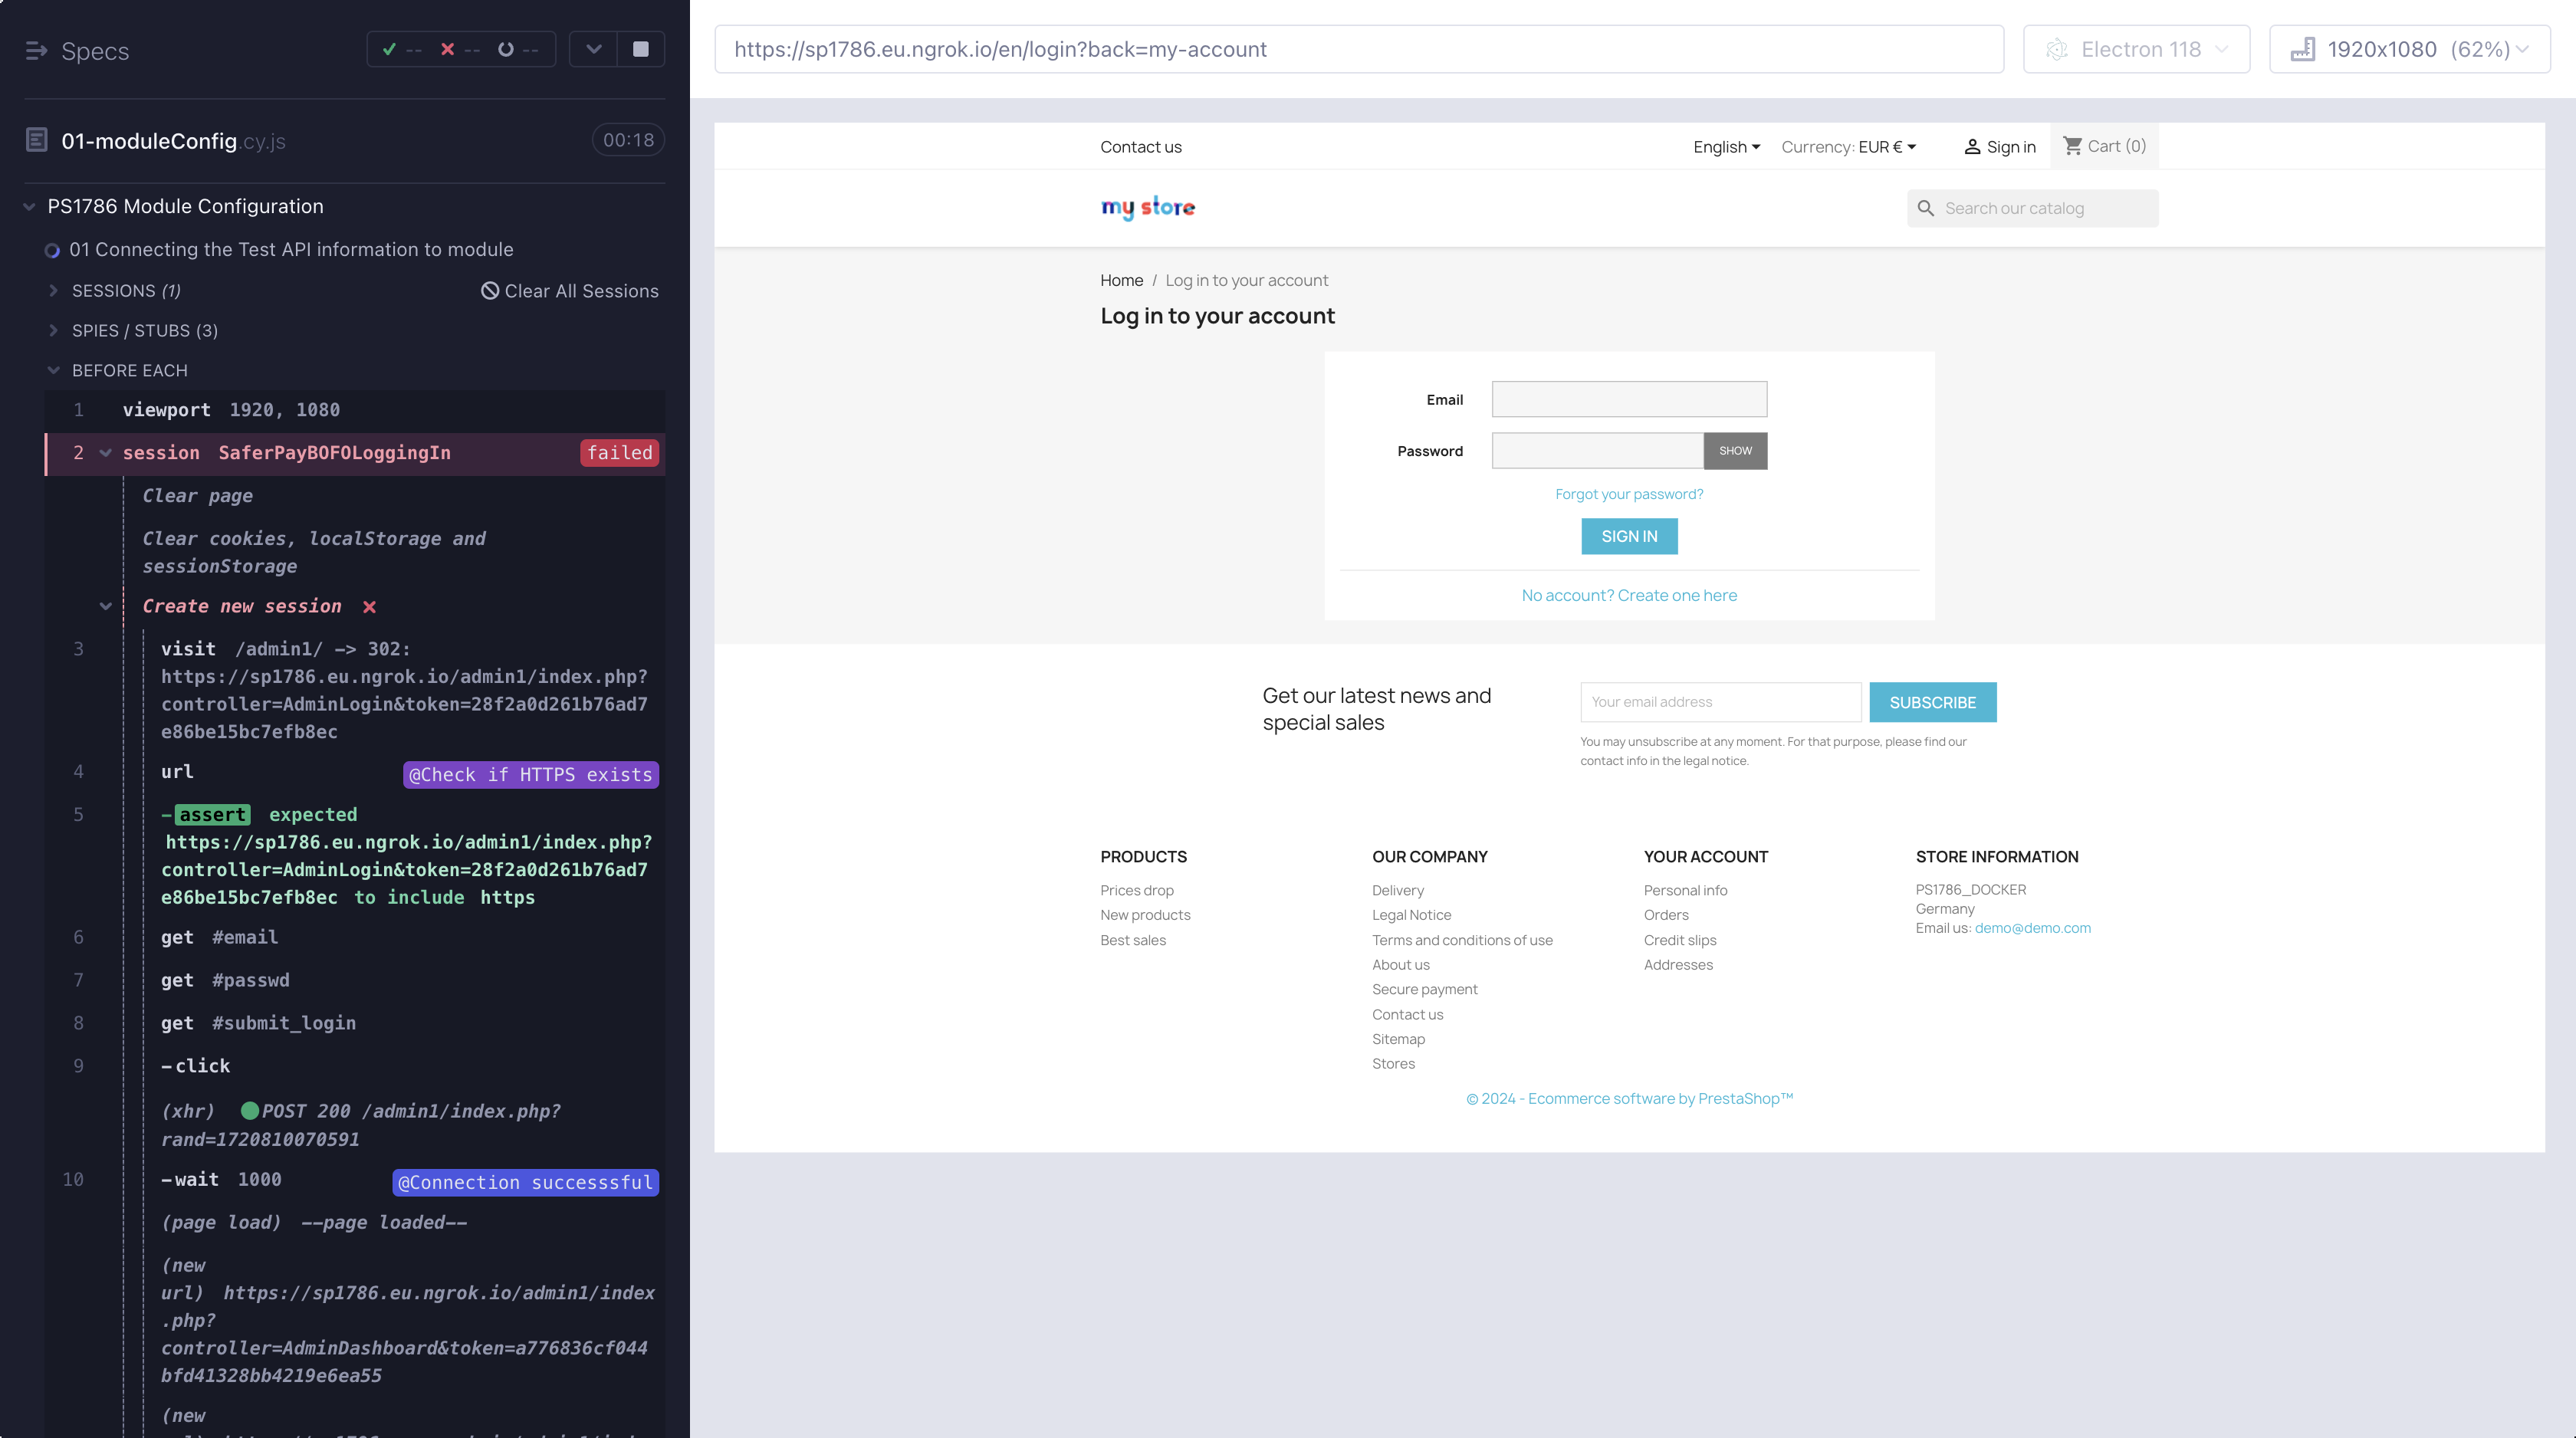 Specs
-- -- --
01-moduleConfig.cy.js
00:18
PS1786 Module Configuration
01 Connecting the Test API information to module
SESSIONS (1)
Clear All Sessions
SPIES / STUBS (3)
BEFORE EACH
1 viewport 1920, 1080
2 session SaferPayBOFOLoggingIn failed
Clear page
Clear cookies, localStorage and
sessionStorage
Create new session
3 visit /admin1/ -> 302:
https://sp1786.eu.ngrok.io/admin1/index.php?
controller=AdminLogin&token=28f2a0d261b76ad7
e86be15bc7efb8ec
4 url @Check if HTTPS exists
5 -assert expected
https://sp1786.eu.ngrok.io/admin1/index.php?
controller=AdminLogin&token=28f2a0d261b76ad7
e86be15bc7efb8ec to include https
6 get #email
7 get #passwd
8 get #submit_login
9 -click
(xhr) POST 200 /admin1/index.php?
rand=1720810070591
10 -wait 1000 @Connection successsful
(page load) --page loaded--
(new
url) https://sp1786.eu.ngrok.io/admin1/index
.php?
controller=AdminDashboard&token=a776836cf044
bfd41328bb4219e6ea55
(new
https://sp1786.eu.ngrok.io/en/login?back=my-account
Electron 118
1920x1080 (62%)
Contact us
English
Currency: EUR €
Sign in
Cart (0)
my store
Search our catalog
Home / Log in to your account
Log in to your account
Email
Password
SHOW
Forgot your password?
SIGN IN
No account? Create one here
Get our latest news and
special sales
Your email address
SUBSCRIBE
You may unsubscribe at any moment. For that purpose, please find our
contact info in the legal notice.
PRODUCTS
Prices drop
New products
Best sales
OUR COMPANY
Delivery
Legal Notice
Terms and conditions of use
About us
Secure payment
Contact us
Sitemap
Stores
YOUR ACCOUNT
Personal info
Orders
Credit slips
Addresses
STORE INFORMATION
PS1786_DOCKER
Germany
Email us: demo@demo.com
© 2024 - Ecommerce software by PrestaShop™